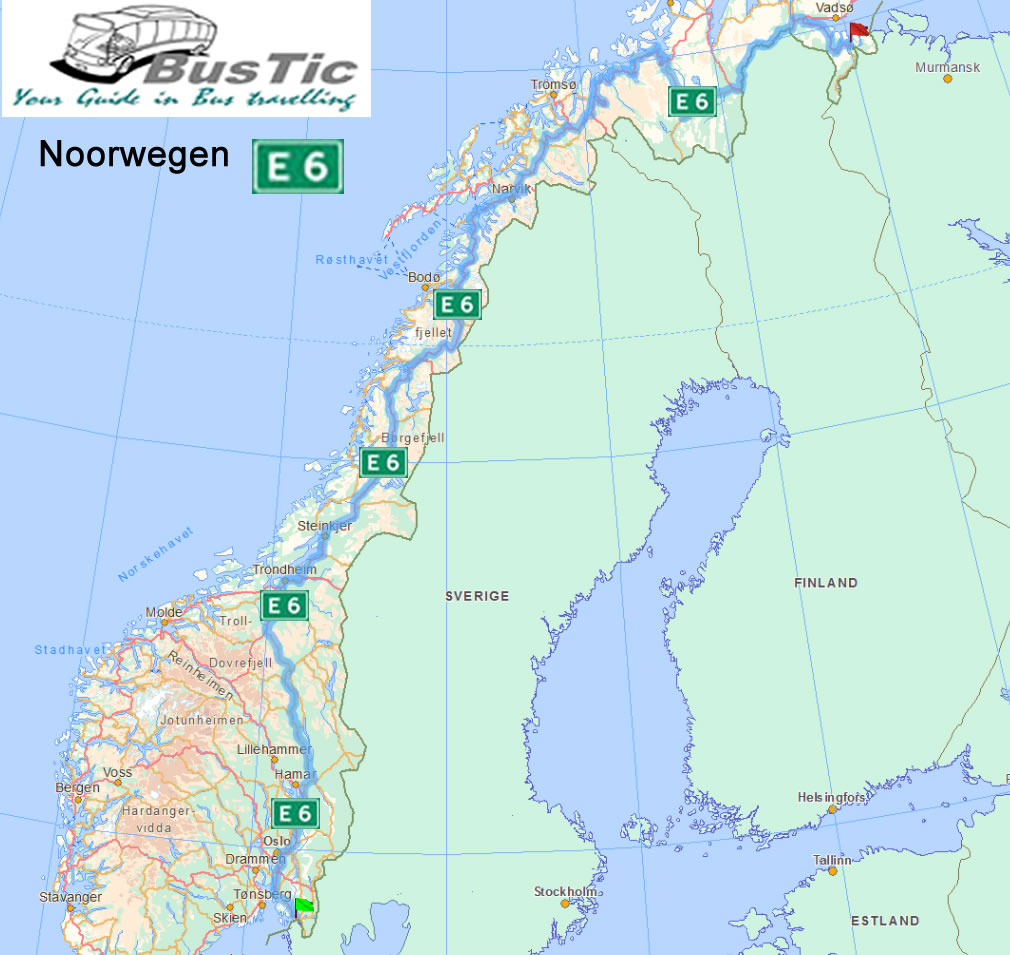 BusTic
Your Guide in Bus travelling
Noorwegen E 6
Vadsø
Murmansk
Tromsø
E 6
Narvik
Vestfjorden
Røsthavet
Bodø
E 6
fjellet
Børgefjell
E 6
Steinkjer
Norskehavet
Trondheim
E 6
Molde
Troll-
Stadhavet
Reinheimen
Dovrefjell
Jotunheimen
Lillehammer
Voss
Hamar
Bergen
Hardanger-
vidda
E 6
Oslo
Drammen
Tønsberg
Stavanger
Skien
SVERIGE
FINLAND
Helsingfors
Tallinn
Stockholm
ESTLAND